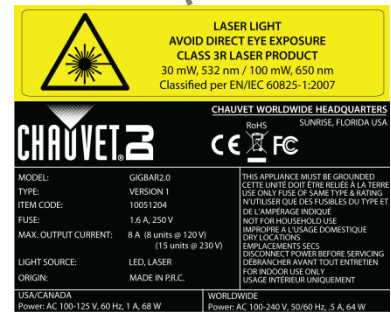 LASER LIGHT
AVOID DIRECT EYE EXPOSURE
CLASS 3R LASER PRODUCT
30 mW, 532 nm / 100 mW, 650 nm
Classified per EN/IEC 60825-1:2007
CHAUVET DJ
CHAUVET WORLDWIDE HEADQUARTERS
SUNRISE, FLORIDA USA
CE RoHS FC
MODEL: GIGBAR2.0
TYPE: VERSION 1
ITEM CODE: 10051204
FUSE: 1.6 A, 250 V
MAX. OUTPUT CURRENT: 8 A (8 units @ 120 V)
(15 units @ 230 V)
LIGHT SOURCE: LED, LASER
ORIGIN: MADE IN P.R.C.
THIS APPLIANCE MUST BE GROUNDED
CETTE UNITÉ DOIT ÊTRE RELIÉE À LA TERRE
USE ONLY FUSE OF SAME TYPE & RATING
N'UTILISER QUE DES FUSIBLES DU TYPE ET
DE L'AMPÉRAGE INDIQUÉ
NOT FOR HOUSEHOLD USE
IMPROPRE A L'USAGE DOMESTIQUE
DRY LOCATIONS
EMPLACEMENTS SECS
DISCONNECT POWER BEFORE SERVICING
DÉBRANCHER AVANT TOUT ENTRETIEN
FOR INDOOR USE ONLY
USAGE INTÉRIEUR UNIQUEMENT
USA/CANADA
Power: AC 100-125 V, 60 Hz, 1 A, 68 W
WORLDWIDE
Power: AC 100-240 V, 50/60 Hz, .5 A, 64 W